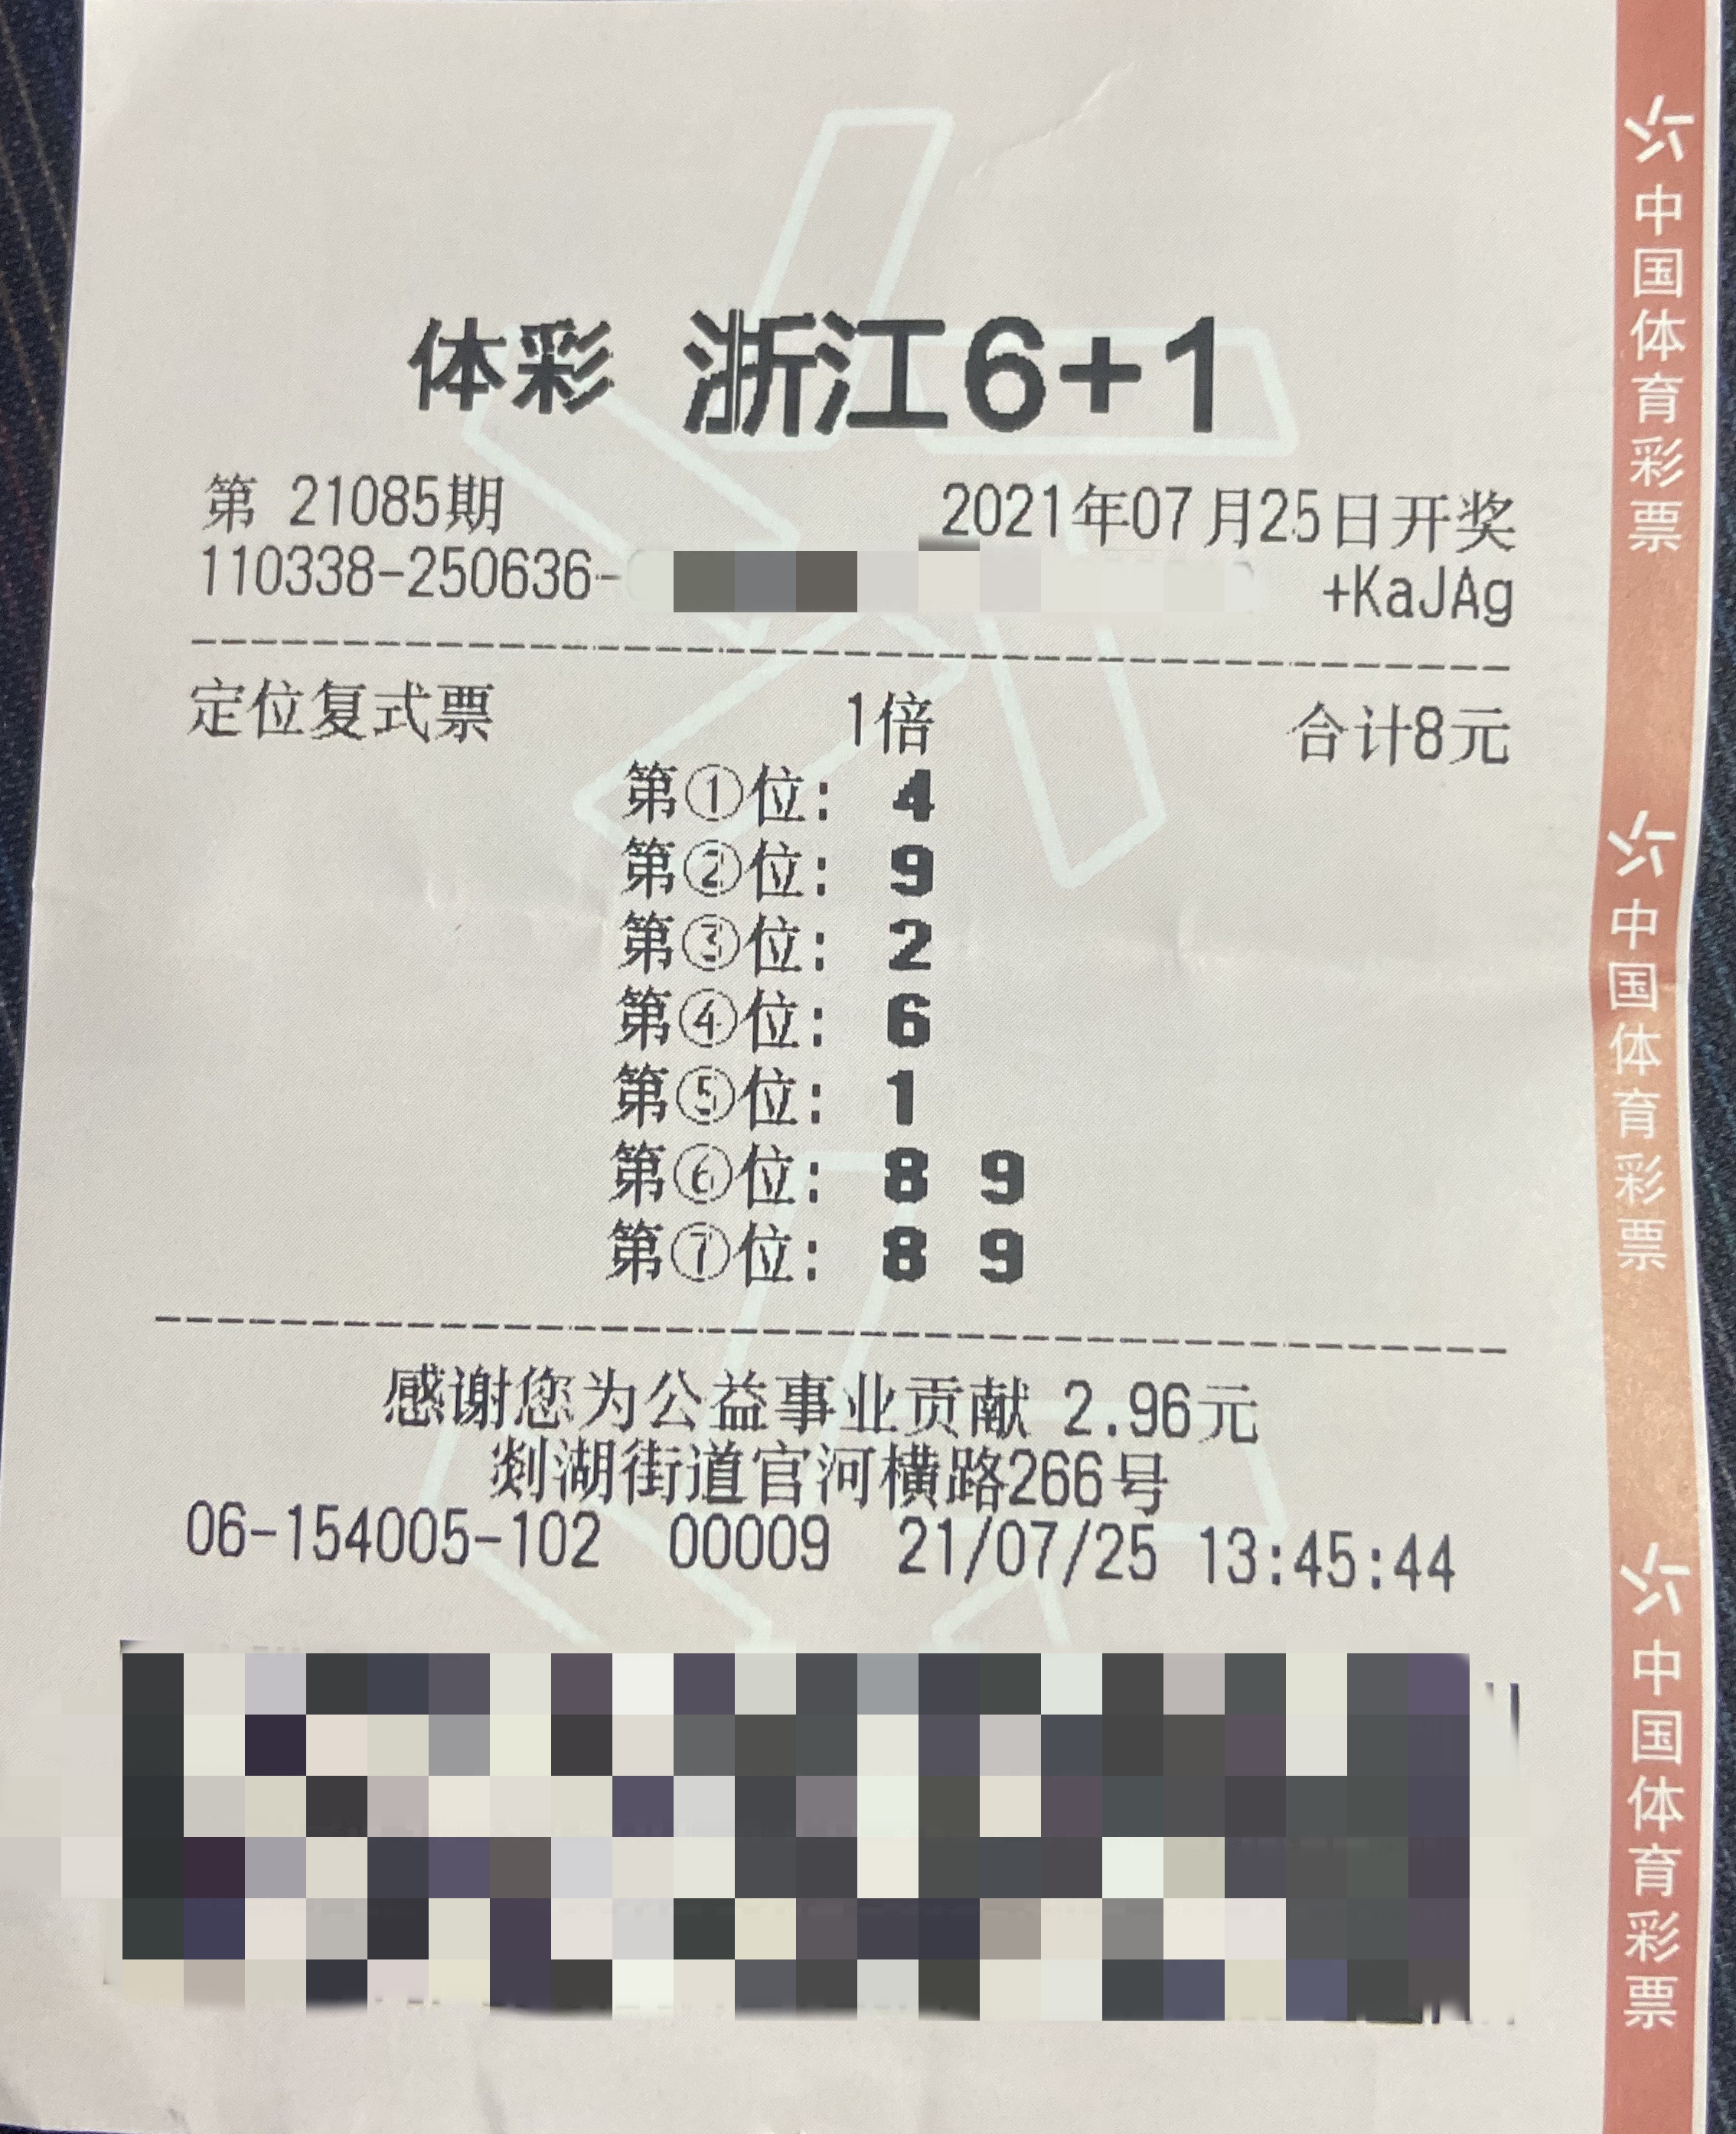 体彩 浙江6+1
第 21085期 2021年07月25日开奖
110338-250636- +KaJAg
定位复式票 1倍 合计8元
第①位: 4
第②位: 9
第③位: 2
第④位: 6
第⑤位: 1
第⑥位: 8 9
第⑦位: 8 9
感谢您为公益事业贡献 2.96元
剡湖街道官河横路266号
06-154005-102 00009 21/07/25 13:45:44
中国体育彩票
中国体育彩票
中国体育彩票